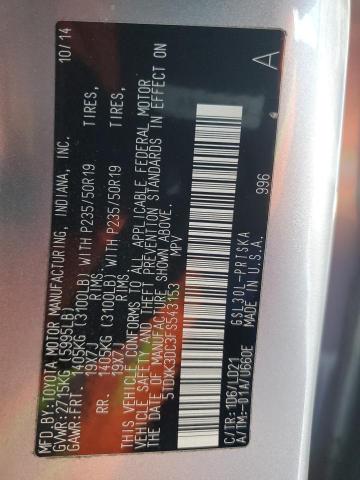 MFD. BY: TOYOTA MOTOR MANUFACTURING, INDIANA, INC. 10/14
GVWR: 2715KG (5995LB)
GAWR: FRT. 1405KG (3100LB) WITH P235/50R19 TIRES,
19X7J RIMS,
RR. 1405KG (3100LB) WITH P235/50R19 TIRES,
19X7J RIMS,
THIS VEHICLE CONFORMS TO ALL APPLICABLE FEDERAL MOTOR
VEHICLE SAFETY AND THEFT PREVENTION STANDARDS IN EFFECT ON
THE DATE OF MANUFACTURE SHOWN ABOVE.
5TDXK3DC3FS543153 MPV
A
996
C/TR: 1D6/LD21 GSL30L-PRTSKA
A/TM: -01A/U660E MADE IN U.S.A.